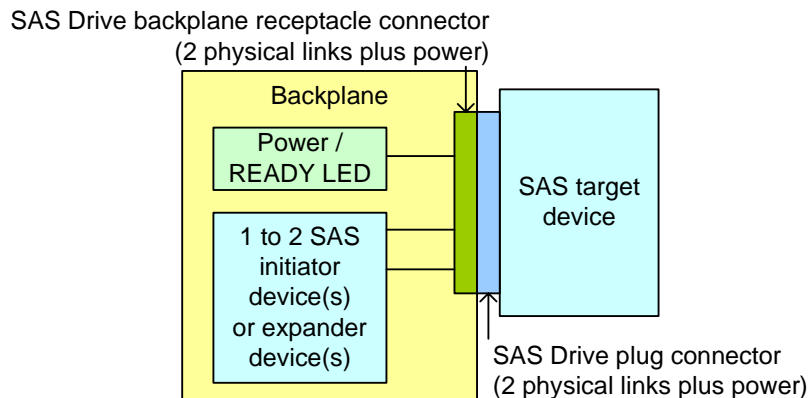 SAS Drive backplane receptacle connector
(2 physical links plus power)
Backplane
Power /
READY LED
1 to 2 SAS
initiator
device(s)
or expander
device(s)
SAS target
device
SAS Drive plug connector
(2 physical links plus power)